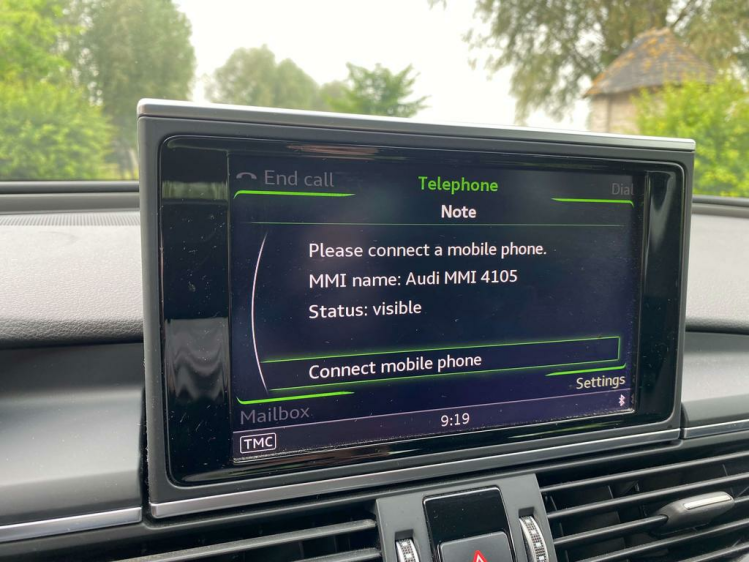 End call
Telephone
Dial
Note
Please connect a mobile phone.
MMI name: Audi MMI 4105
Status: visible
Connect mobile phone
Settings
Mailbox
9:19
TMC